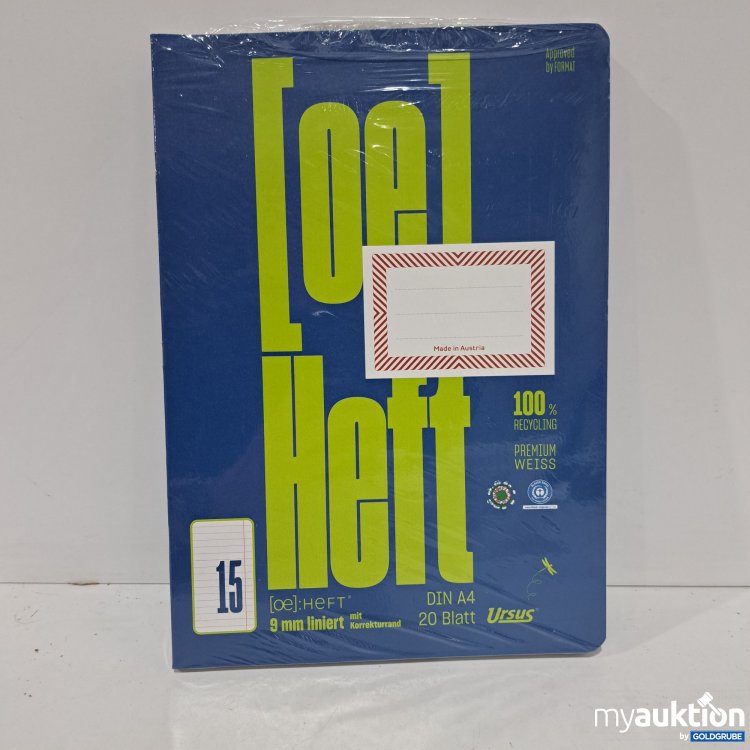 [oe]
Approved
by FORMAT
Made in Austria
Heft
100 %
RECYCLING
PREMIUM
WEISS
15
[oe]:HEFT®
9 mm liniert mit
Korrekturrand
DIN A4
20 Blatt
Ursus®
myauktion
by GOLDGRUBE